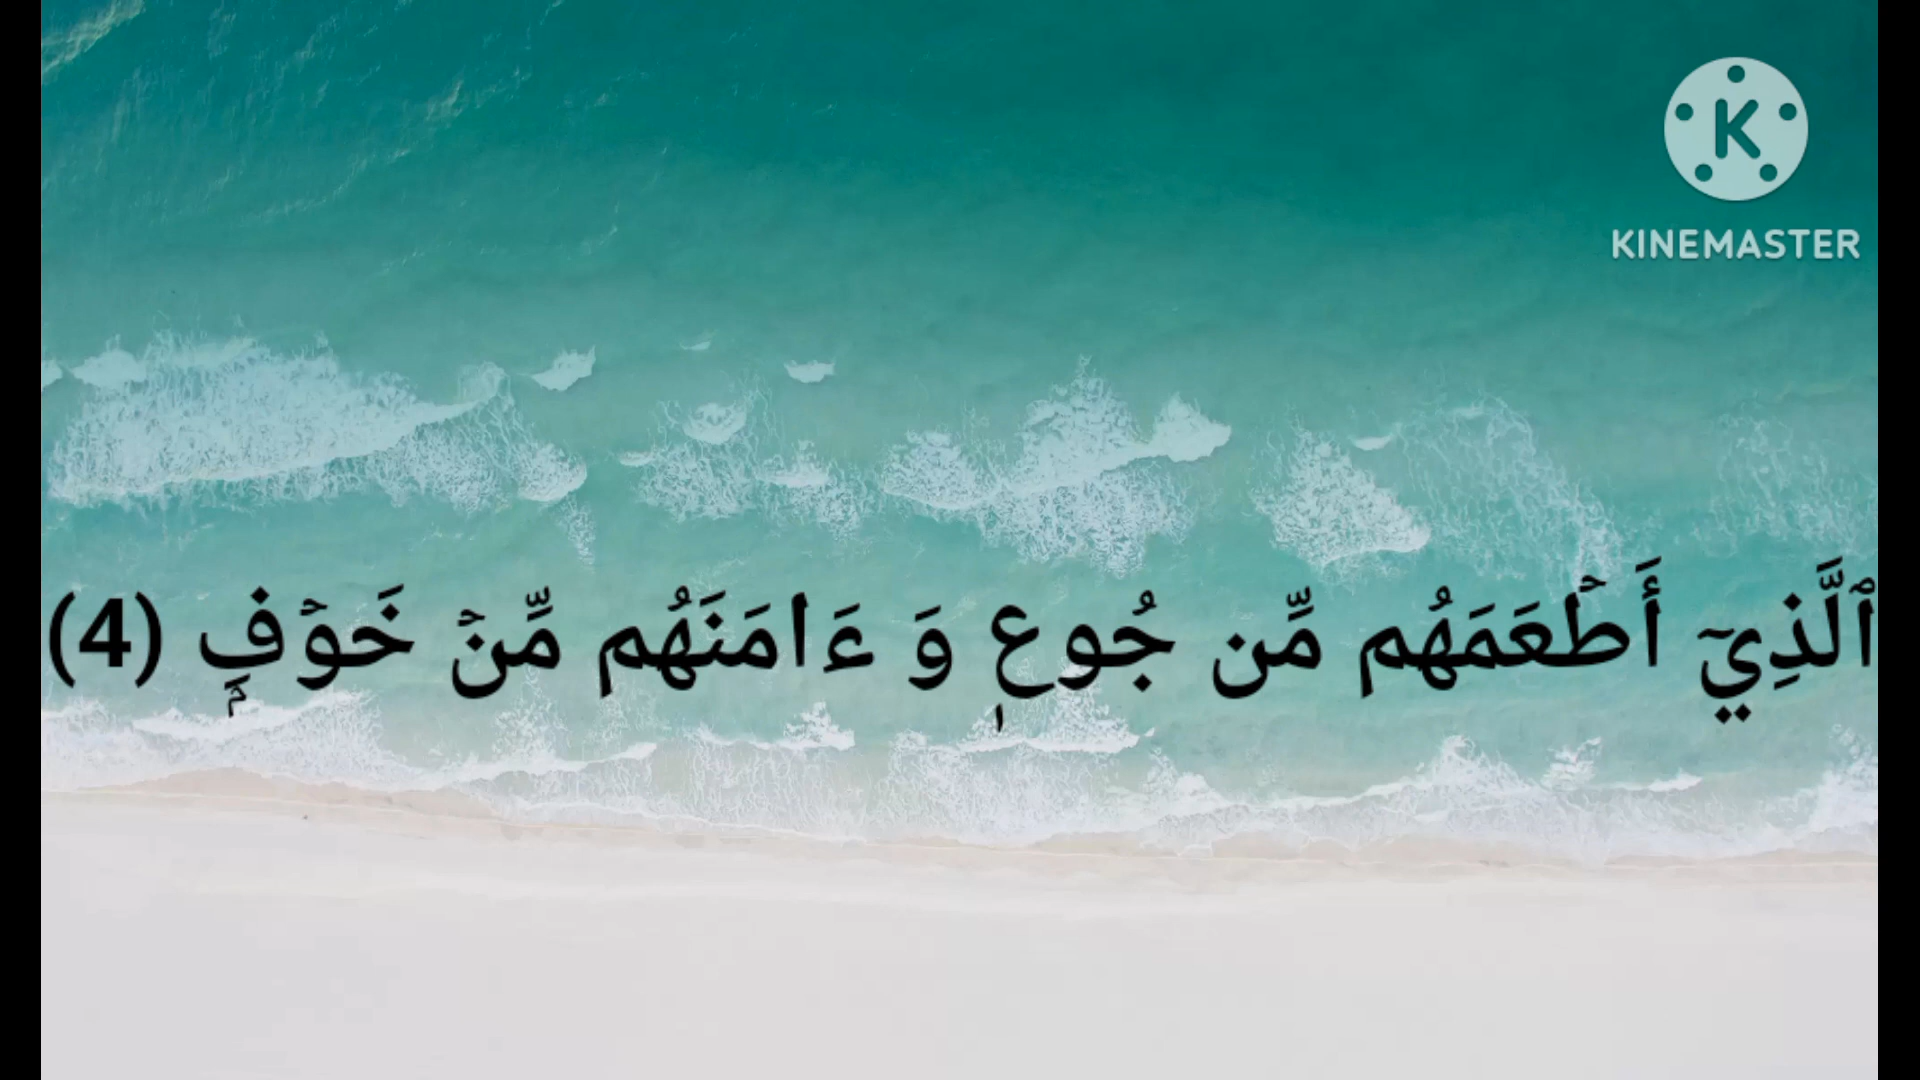 KINEMASTER
ٱلَّذِيٓ أَطۡعَمَهُم مِّن جُوعٖ وَ ءَامَنَهُم مِّنۡ خَوۡفِۭ (4)